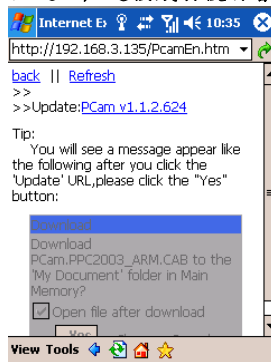 Internet E 10:35
http://192.168.3.135/PcamEn.htm
back || Refresh
>>
>>Update:PCam v1.1.2.624
Tip:
You will see a message appear like
the following after you click the
'Update' URL,please click the "Yes"
button:
Download
Download
PCam.PPC2003_ARM.CAB to the
'My Document' folder in Main
Memory?
Open file after download
Yes
View Tools